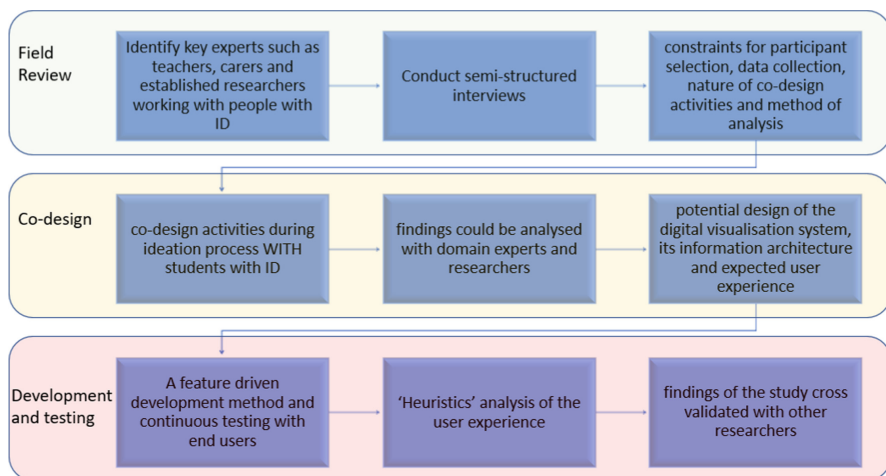 Field
Review
Identify key experts such as
teachers, carers and
established researchers
working with people with
ID
Conduct semi-structured
interviews
constraints for participant
selection, data collection,
nature of co-design
activities and method of
analysis
Co-design
co-design activities during
ideation process WITH
students with ID
findings could be analysed
with domain experts and
researchers
potential design of the
digital visualisation system,
its information architecture
and expected user
experience
Development
and testing
A feature driven
development method and
continuous testing with
end users
‘Heuristics’ analysis of the
user experience
findings of the study cross
validated with other
researchers